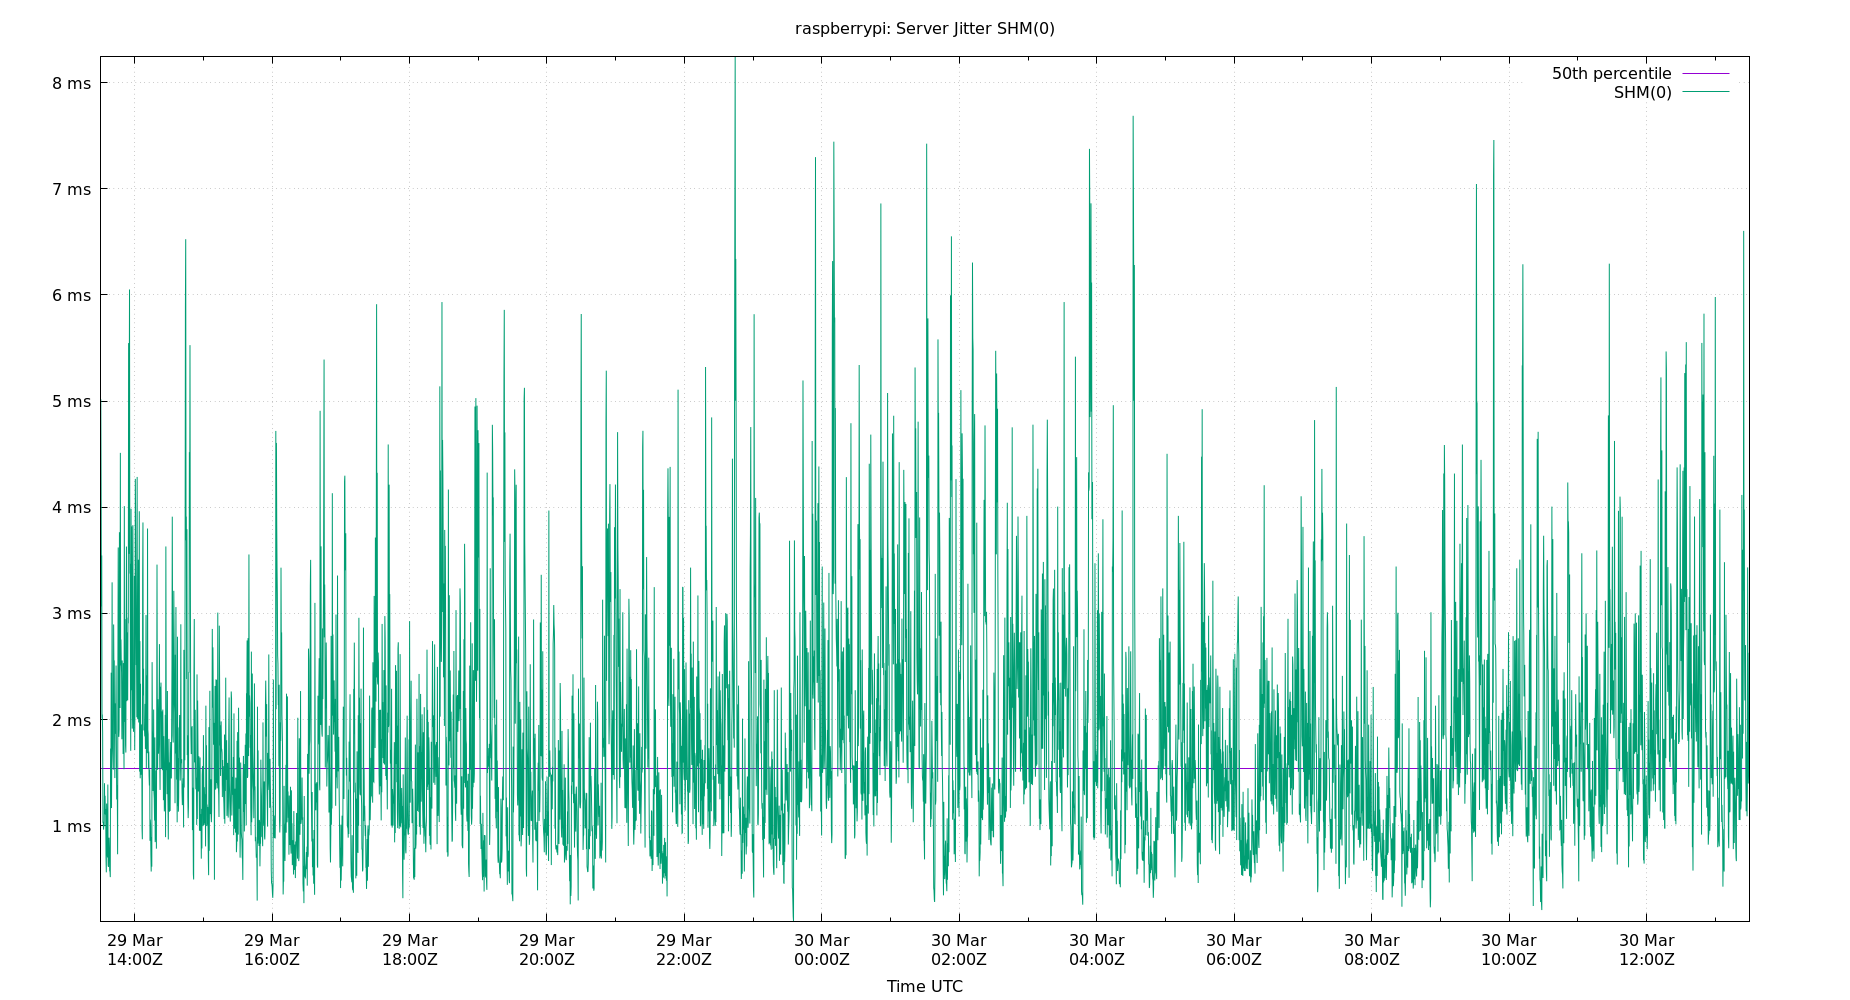 raspberrypi: Server Jitter SHM(0)
50th percentile
SHM(0)
8 ms
7 ms
6 ms
5 ms
4 ms
3 ms
2 ms
1 ms
29 Mar 29 Mar 29 Mar 29 Mar 29 Mar 30 Mar 30 Mar 30 Mar 30 Mar 30 Mar 30 Mar 30 Mar
14:00Z 16:00Z 18:00Z 20:00Z 22:00Z 00:00Z 02:00Z 04:00Z 06:00Z 08:00Z 10:00Z 12:00Z
Time UTC